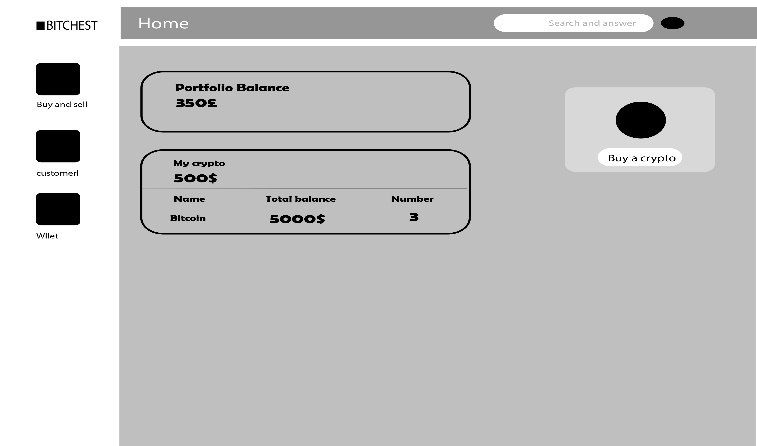 BITCHEST
Home
Search and answer
Buy and sell
customerl
Wllet
Portfolio Balance
350£
My crypto
500$
Name Total balance Number
Bitcoin 5000$ 3
Buy a crypto